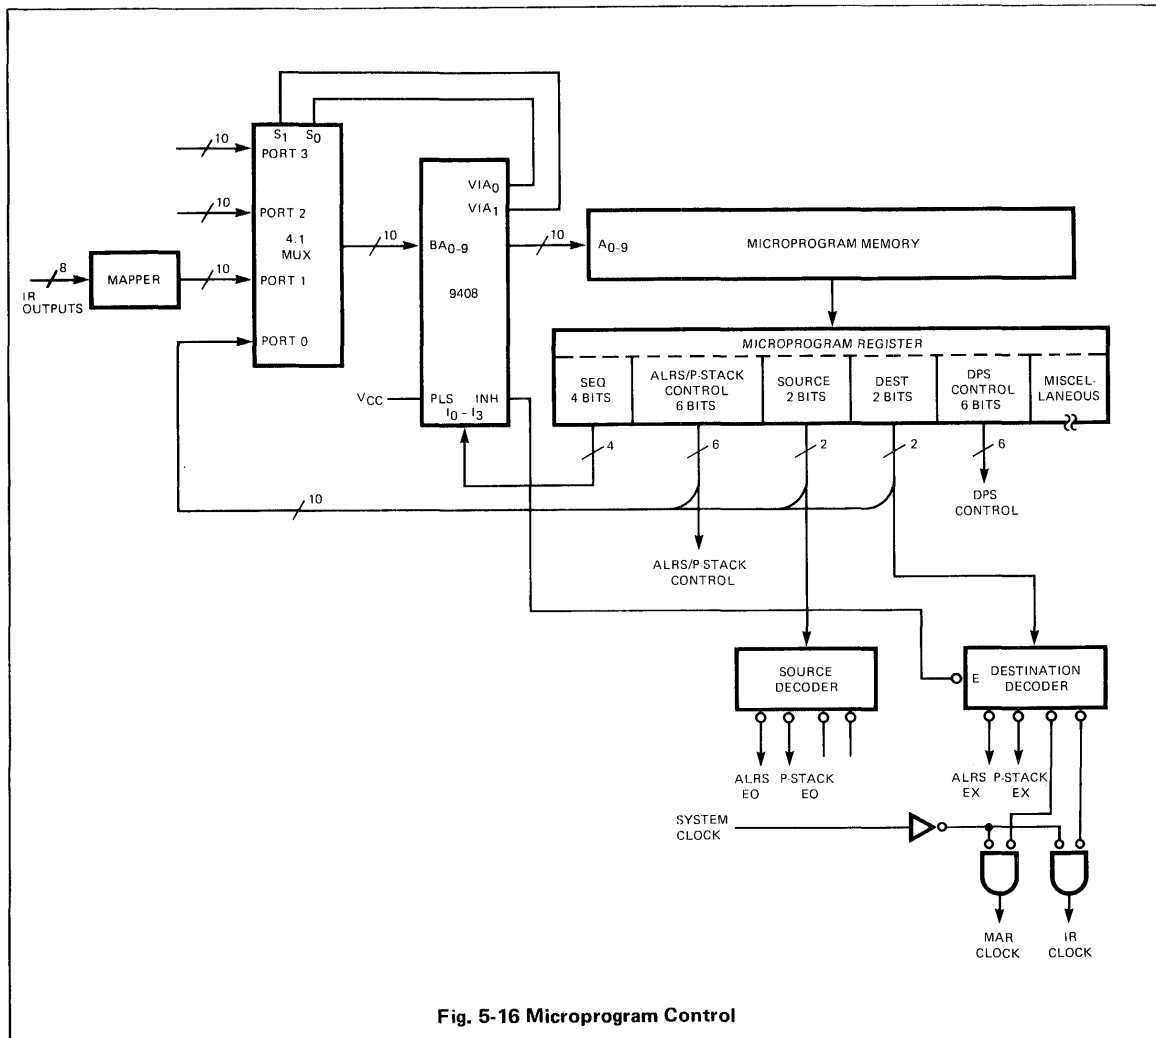 S1 S0
10
PORT 3
10
PORT 2
4:1
MUX
8
IR
OUTPUTS
MAPPER
10
PORT 1
PORT 0
10
VIA0
VIA1
BA0-9
9408
VCC
PLS INH
I0 - I3
10
A0-9
MICROPROGRAM MEMORY
MICROPROGRAM REGISTER
SEQ
4 BITS
ALRS/P-STACK
CONTROL
6 BITS
SOURCE
2 BITS
DEST
2 BITS
DPS
CONTROL
6 BITS
MISCEL-
LANEOUS
4
6
2
2
6
10
DPS
CONTROL
ALRS/P-STACK
CONTROL
SOURCE
DECODER
E
DESTINATION
DECODER
ALRS
EO
P-STACK
EO
ALRS
EX
P-STACK
EX
SYSTEM
CLOCK
MAR
CLOCK
IR
CLOCK
Fig. 5-16 Microprogram Control